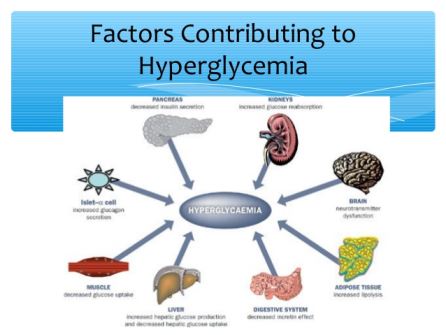 Factors Contributing to
Hyperglycemia
PANCREAS
decreased insulin secretion
KIDNEYS
increased glucose reabsorption
Islet-α cell
increased glucagon
secretion
HYPERGLYCAEMIA
BRAIN
neurotransmitter
dysfunction
MUSCLE
decreased glucose uptake
LIVER
increased hepatic glucose production
and decreased hepatic glucose uptake
DIGESTIVE SYSTEM
decreased incretin effect
ADIPOSE TISSUE
increased lipolysis